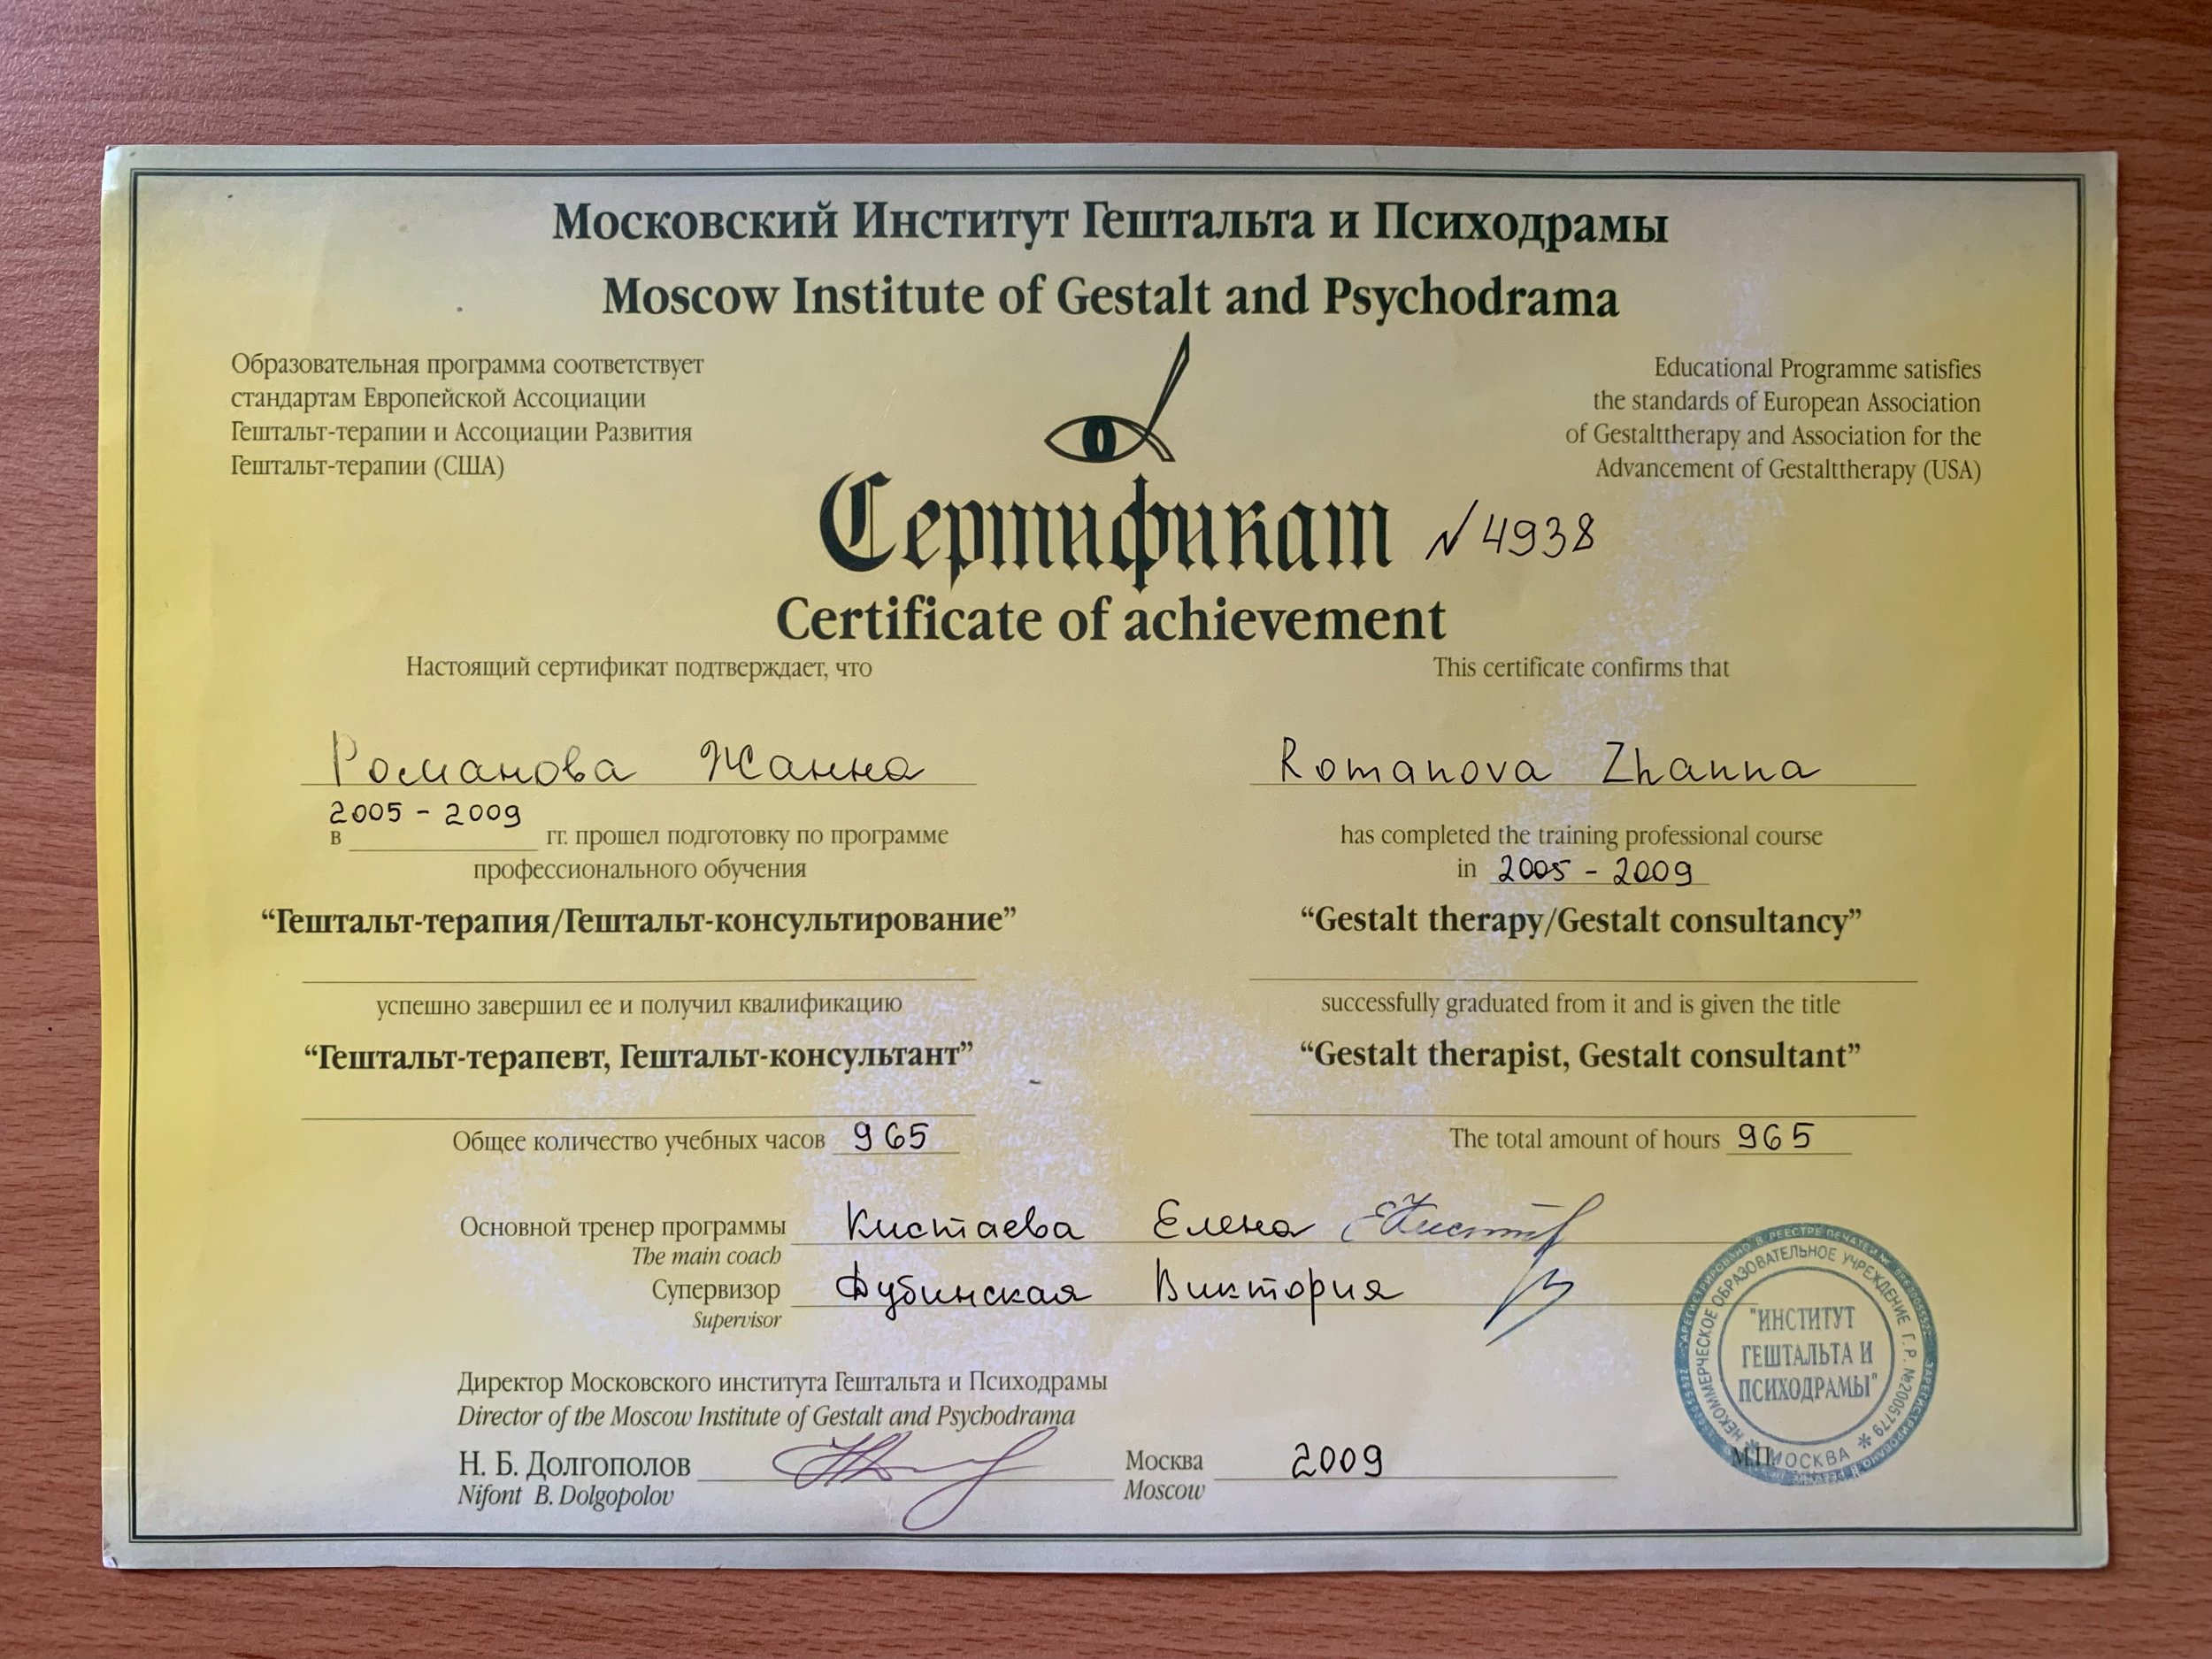 Московский Институт Гештальта и Психодрамы
Moscow Institute of Gestalt and Psychodrama
Образовательная программа соответствует
стандартам Европейской Ассоциации
Гештальт-терапии и Ассоциации Развития
Гештальт-терапии (США)
Educational Programme satisfies
the standards of European Association
of Gestalttherapy and Association for the
Advancement of Gestalttherapy (USA)
Сертификат N 4938
Certificate of achievement
Настоящий сертификат подтверждает, что
Романова Жанна
2005 - 2009
в гг. прошел подготовку по программе
профессионального обучения
“Гештальт-терапия/Гештальт-консультирование”
успешно завершил ее и получил квалификацию
“Гештальт-терапевт, Гештальт-консультант”
Общее количество учебных часов 965
This certificate confirms that
Romanova Zhanna
has completed the training professional course
in 2005 - 2009
“Gestalt therapy/Gestalt consultancy”
successfully graduated from it and is given the title
“Gestalt therapist, Gestalt consultant”
The total amount of hours 965
Основной тренер программы Кистаева Елена
The main coach
Супервизор Дубинская Виктория
Supervisor
Директор Московского института Гештальта и Психодрамы
Director of the Moscow Institute of Gestalt and Psychodrama
Н. Б. Долгополов
Nifont B. Dolgopolov
Москва 2009
Moscow
НЕКОММЕРЧЕСКОЕ ОБРАЗОВАТЕЛЬНОЕ УЧРЕЖДЕНИЕ Г.Р. №2005779
"ИНСТИТУТ
ГЕШТАЛЬТА И
ПСИХОДРАМЫ"
* МОСКВА *
М.П.